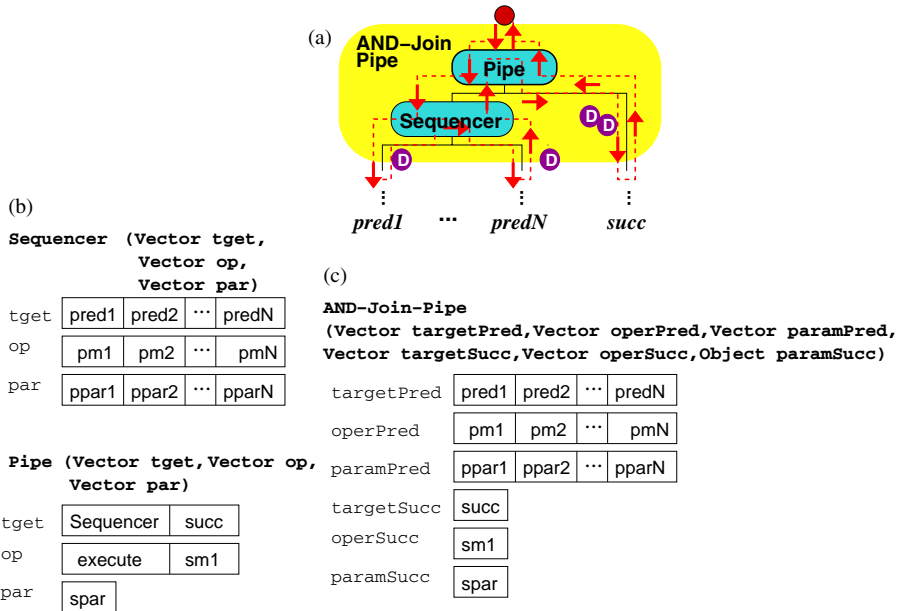 (a)
AND–Join
Pipe
Pipe
Sequencer
D
D
D
D
⋮ ⋮ ⋮
pred1 ... predN succ
(b)
Sequencer (Vector tget,
Vector op,
Vector par)
tget pred1 pred2 ... predN
op pm1 pm2 ... pmN
par ppar1 ppar2 ... pparN
Pipe (Vector tget,Vector op,
Vector par)
tget Sequencer succ
op execute sm1
par spar
(c)
AND–Join–Pipe
(Vector targetPred,Vector operPred,Vector paramPred,
Vector targetSucc,Vector operSucc,Object paramSucc)
targetPred pred1 pred2 ... predN
operPred pm1 pm2 ... pmN
paramPred ppar1 ppar2 ... pparN
targetSucc succ
operSucc sm1
paramSucc spar